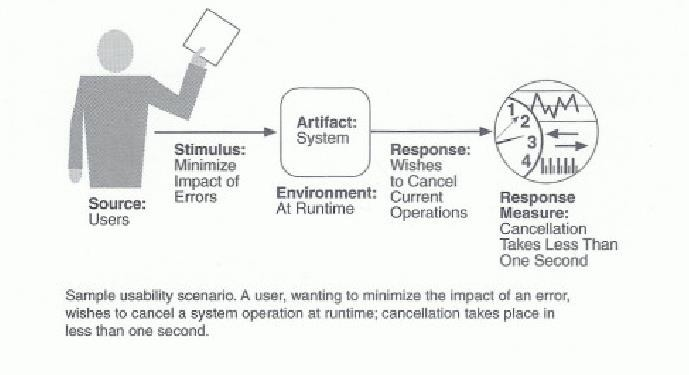 Source:
Users
Stimulus:
Minimize
Impact of
Errors
Artifact:
System
Environment:
At Runtime
Response:
Wishes
to Cancel
Current
Operations
1
2
3
4
Response
Measure:
Cancellation
Takes Less Than
One Second
Sample usability scenario. A user, wanting to minimize the impact of an error,
wishes to cancel a system operation at runtime; cancellation takes place in
less than one second.